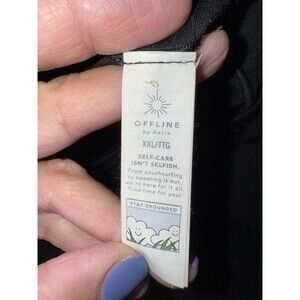 OFFLINE
by Aerie
XXL/TTG
SELF-CARE
ISN'T SELFISH.
From couchsurfing
to sweating it out,
we're here for it all.
Take time for you!
STAY GROUNDED